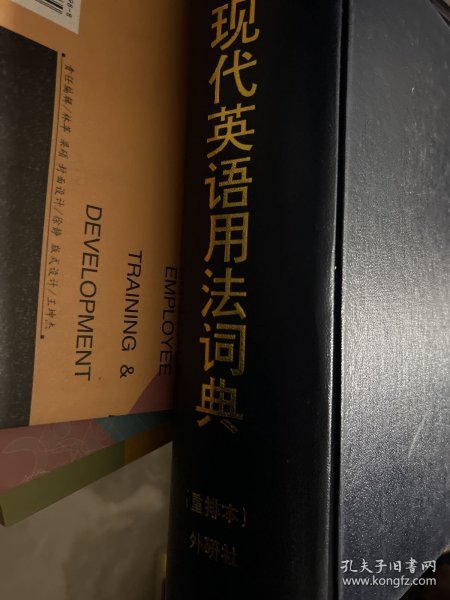 现代英语用法词典
(重排本)
外研社
EMPLOYEE
TRAINING &
DEVELOPMENT
孔夫子旧书网
www.kongfz.com